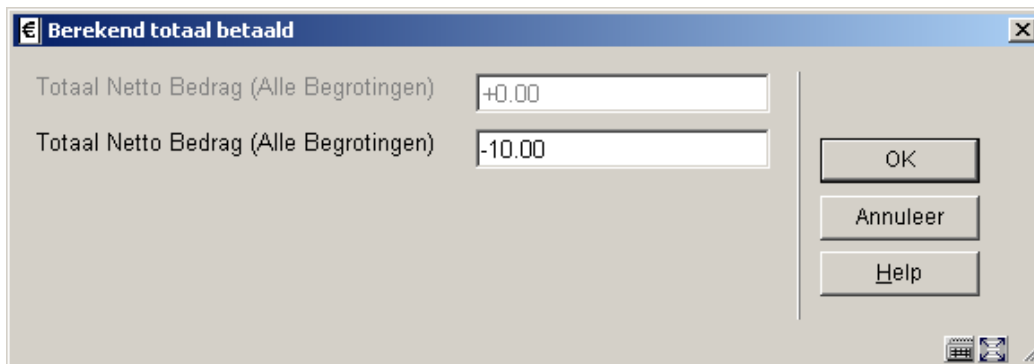 € Berekend totaal betaald
Totaal Netto Bedrag (Alle Begrotingen) +0.00
Totaal Netto Bedrag (Alle Begrotingen) -10.00
OK
Annuleer
Help